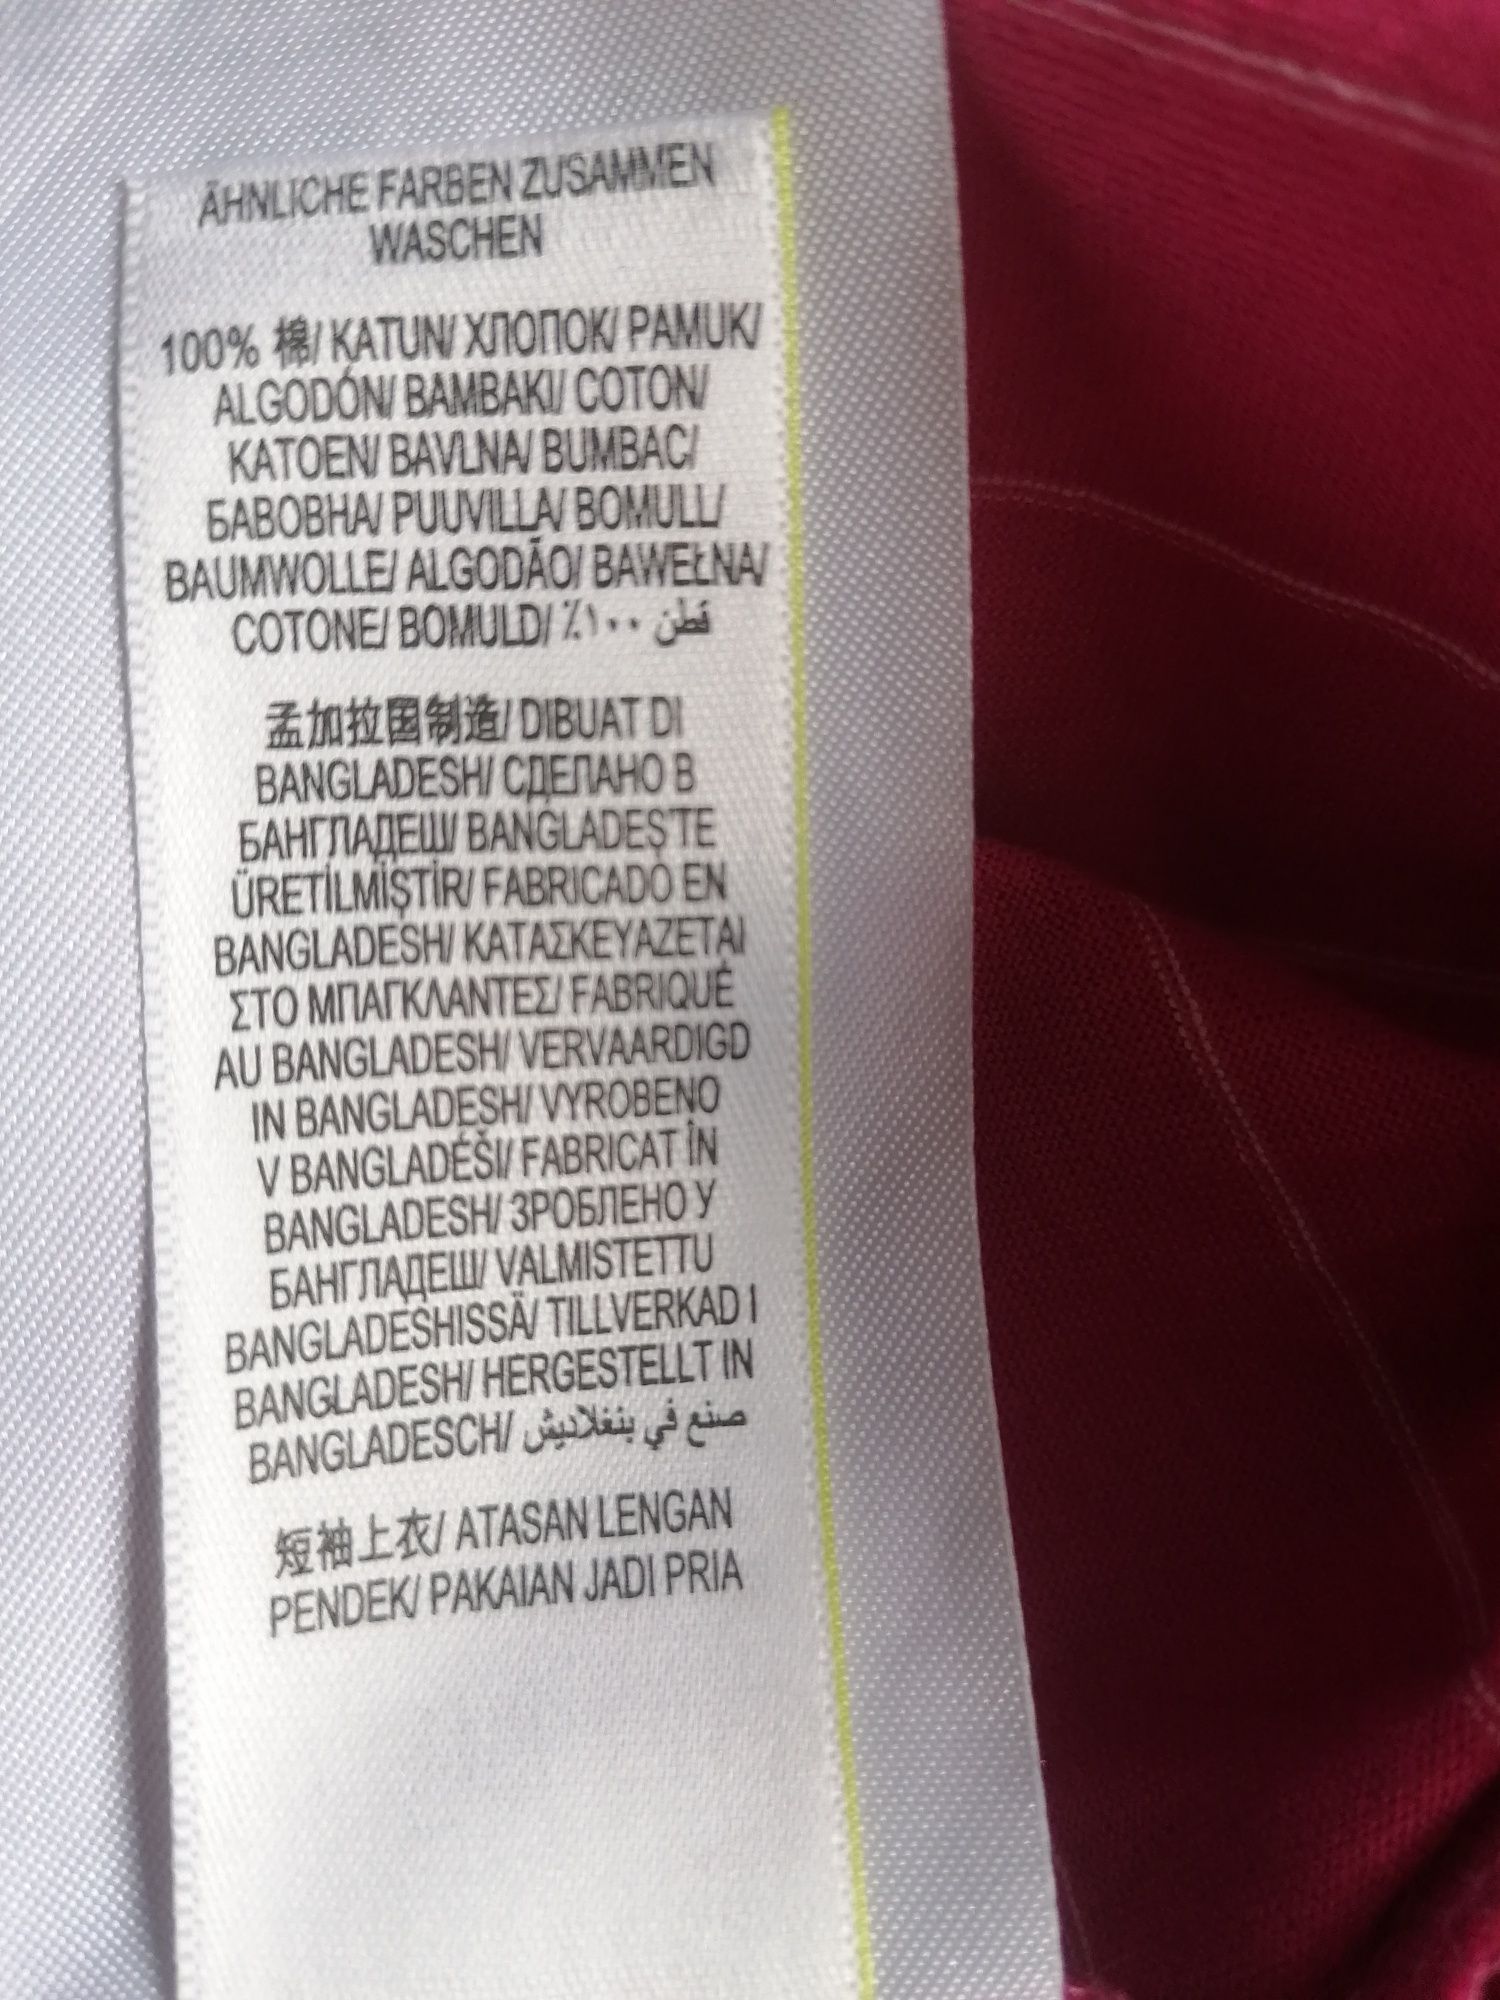 ÄHNLICHE FARBEN ZUSAMMEN
WASCHEN
100% 棉/ KATUN/ ХЛОПОК/ PAMUK/
ALGODÓN/ BAMBAKI/ COTON/
KATOEN/ BAVLNA/ BUMBAC/
БАВОВНА/ PUUVILLA/ BOMULL/
BAUMWOLLE/ ALGODÃO/ BAWEŁNA/
COTONE/ BOMULD/ ٪١٠٠ قطن
孟加拉国制造/ DIBUAT DI
BANGLADESH/ СДЕЛАНО В
БАНГЛАДЕШ/ BANGLADEŞ'TE
ÜRETİLMİŞTİR/ FABRICADO EN
BANGLADESH/ ΚΑΤΑΣΚΕΥΑΖΕΤΑΙ
ΣΤΟ ΜΠΑΓΚΛΑΝΤΕΣ/ FABRIQUÉ
AU BANGLADESH/ VERVAARDIGD
IN BANGLADESH/ VYROBENO
V BANGLADÉŠI/ FABRICAT ÎN
BANGLADESH/ ЗРОБЛЕНО У
БАНГЛАДЕШ/ VALMISTETTU
BANGLADESHISSÄ/ TILLVERKAD I
BANGLADESH/ HERGESTELLT IN
BANGLADESCH/ صنع في بنغلاديش
短袖上衣/ ATASAN LENGAN
PENDEK/ PAKAIAN JADI PRIA